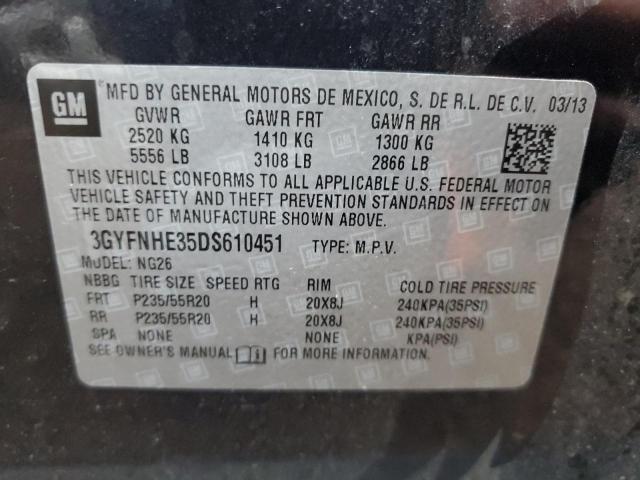 GM
MFD BY GENERAL MOTORS DE MEXICO, S. DE R.L. DE C.V. 03/13
GVWR GAWR FRT GAWR RR
2520 KG 1410 KG 1300 KG
5556 LB 3108 LB 2866 LB
THIS VEHICLE CONFORMS TO ALL APPLICABLE U.S. FEDERAL MOTOR
VEHICLE SAFETY AND THEFT PREVENTION STANDARDS IN EFFECT ON
THE DATE OF MANUFACTURE SHOWN ABOVE.
3GYFNHE35DS610451 TYPE: M.P.V.
MODEL: NG26
NBBG TIRE SIZE SPEED RTG RIM COLD TIRE PRESSURE
FRT P235/55R20 H 20X8J 240KPA(35PSI)
RR P235/55R20 H 20X8J 240KPA(35PSI)
SPA NONE NONE KPA(PSI)
SEE OWNER'S MANUAL FOR MORE INFORMATION.